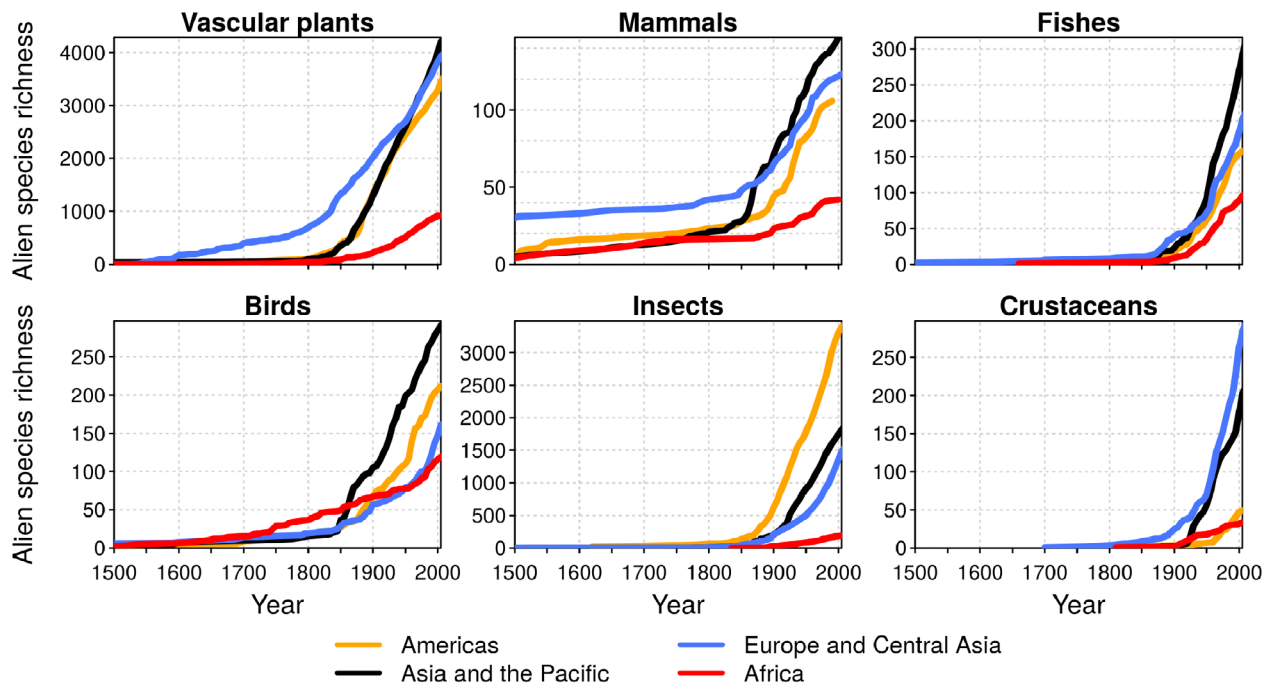 Vascular plants
Mammals
Fishes
Alien species richness
4000
3000
2000
1000
0
100
50
0
300
250
200
150
100
50
0
Birds
Insects
Crustaceans
Alien species richness
250
200
150
100
50
0
3000
2500
2000
1500
1000
500
0
250
200
150
100
50
0
1500 1600 1700 1800 1900 2000
1500 1600 1700 1800 1900 2000
1500 1600 1700 1800 1900 2000
Year
Year
Year
Americas
Europe and Central Asia
Asia and the Pacific
Africa